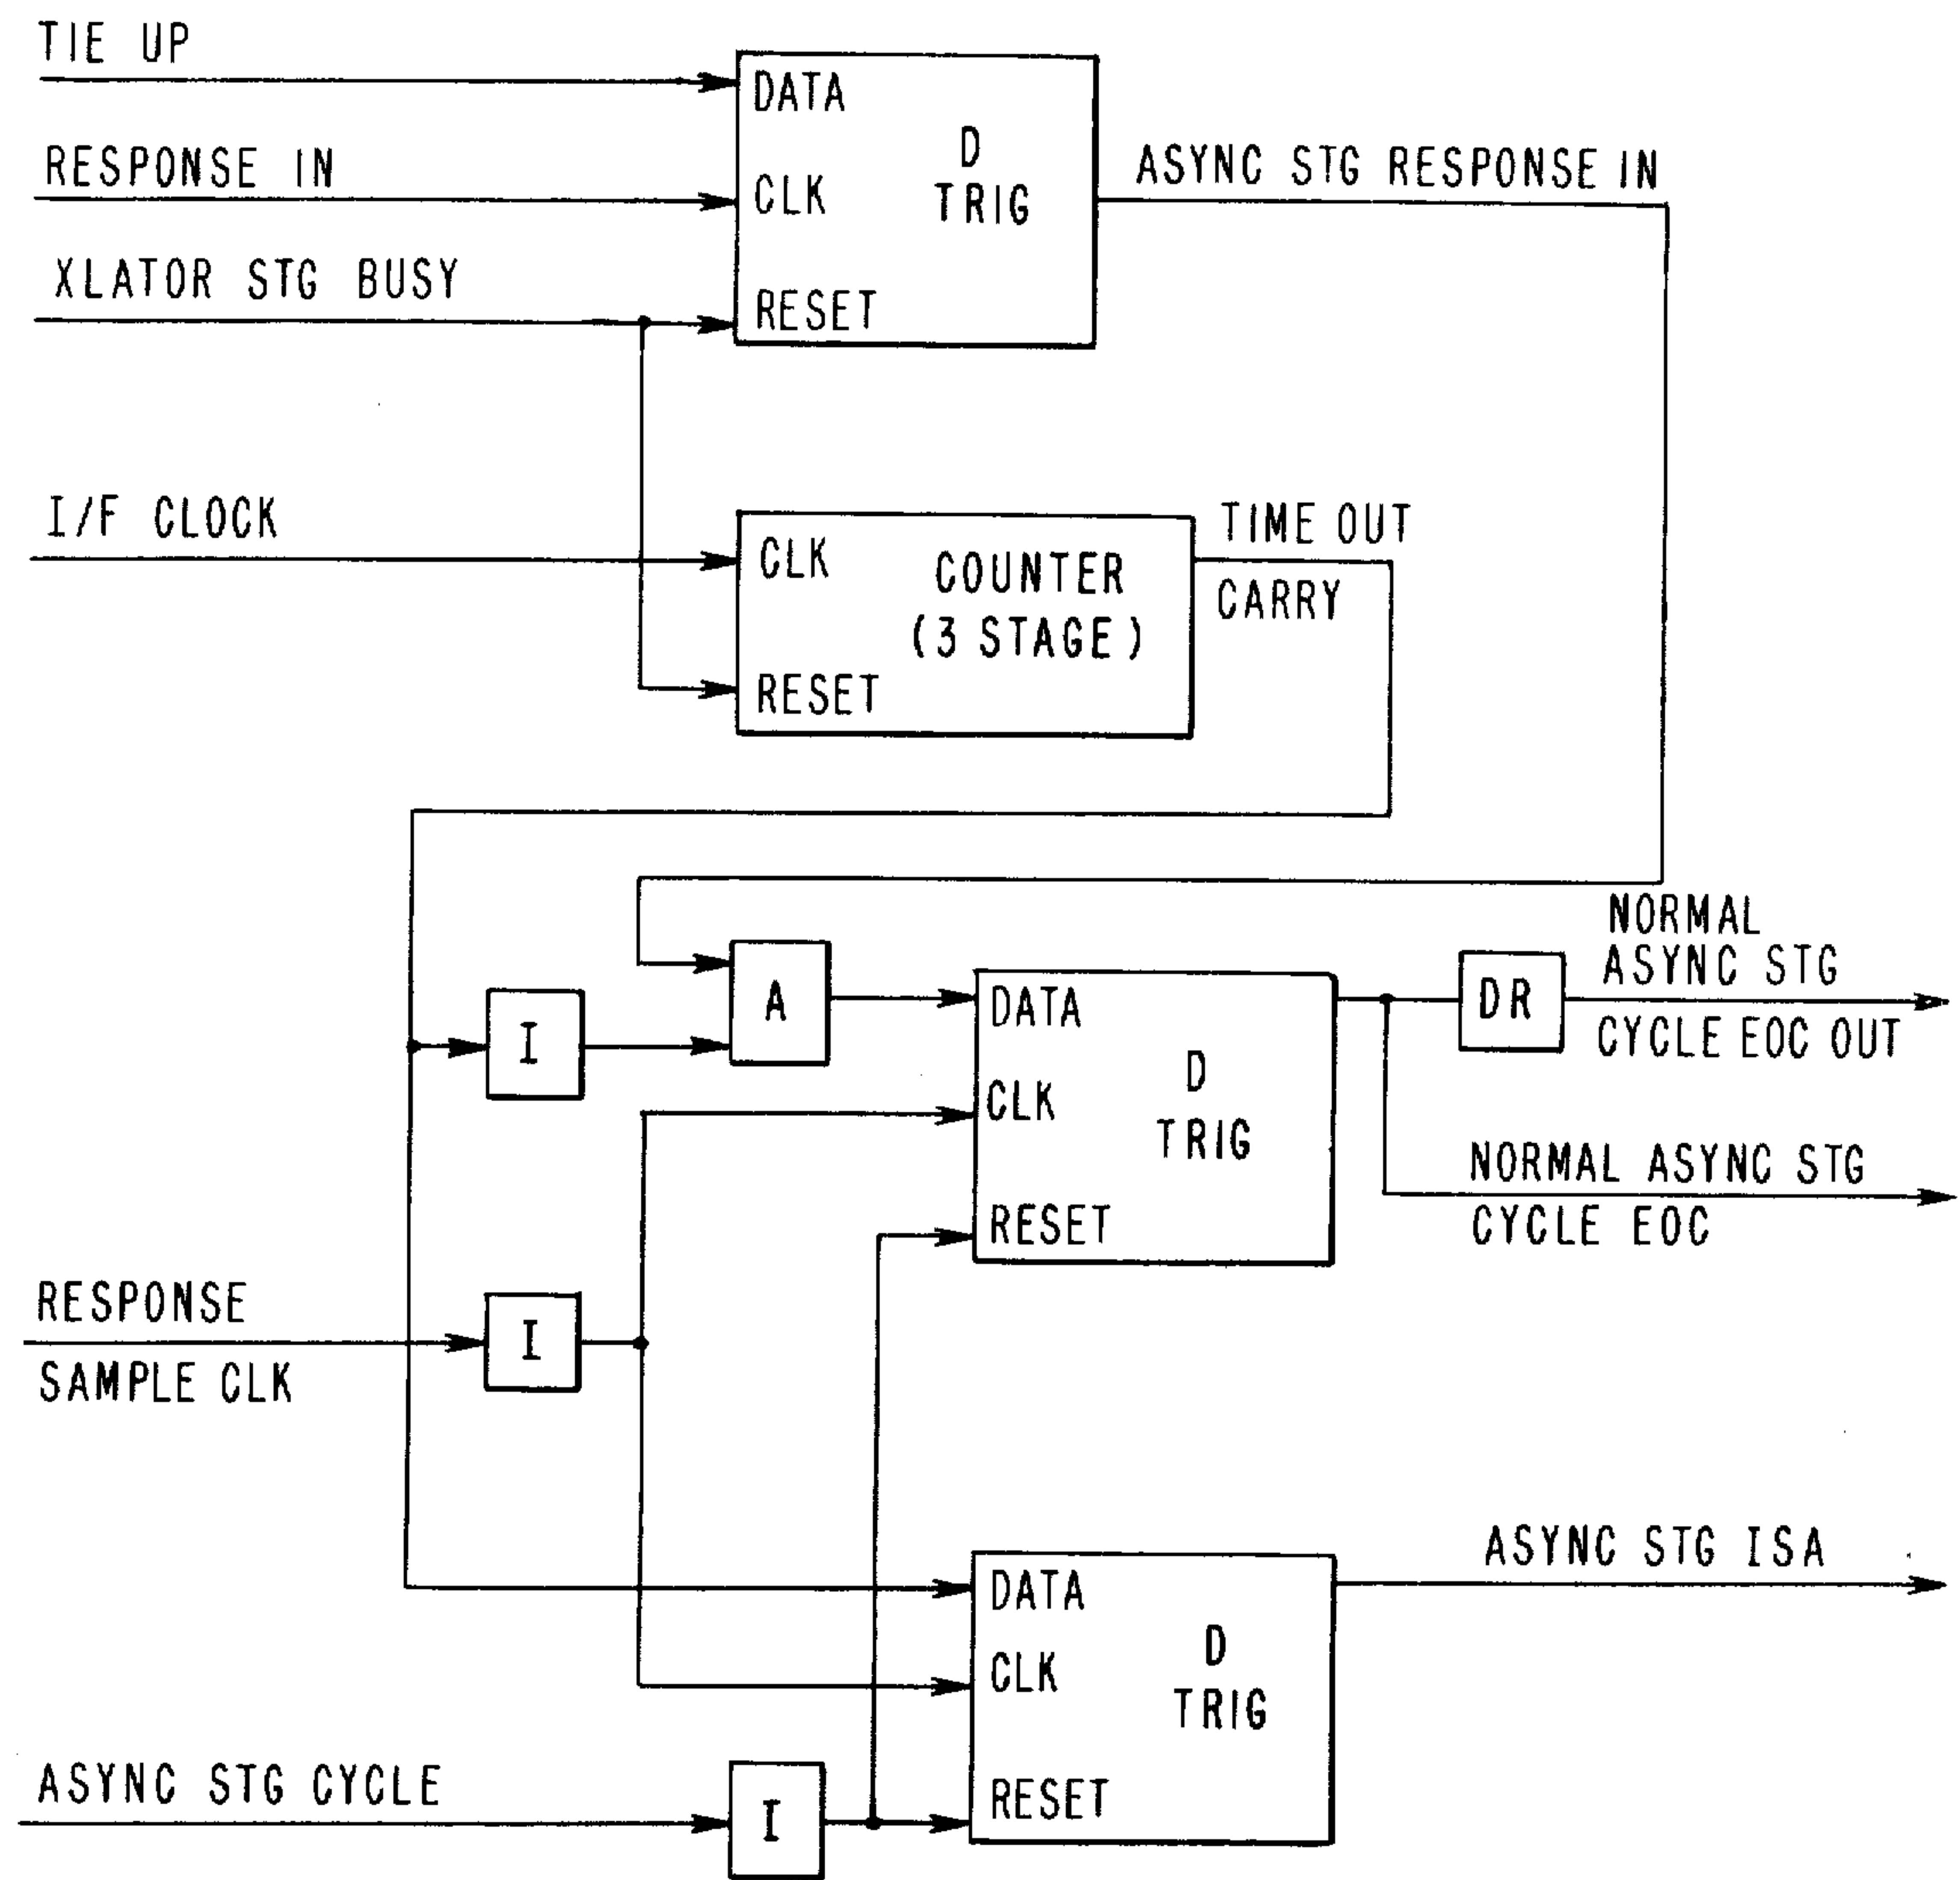 TIE UP
DATA
D
TRIG
RESPONSE IN
CLK
ASYNC STG RESPONSE IN
XLATOR STG BUSY
RESET
I/F CLOCK
CLK
COUNTER
(3 STAGE)
RESET
TIME OUT
CARRY
I
A
DATA
D
TRIG
CLK
RESET
DR
NORMAL
ASYNC STG
CYCLE EOC OUT
NORMAL ASYNC STG
CYCLE EOC
RESPONSE
SAMPLE CLK
I
DATA
D
TRIG
CLK
RESET
ASYNC STG ISA
ASYNC STG CYCLE
I